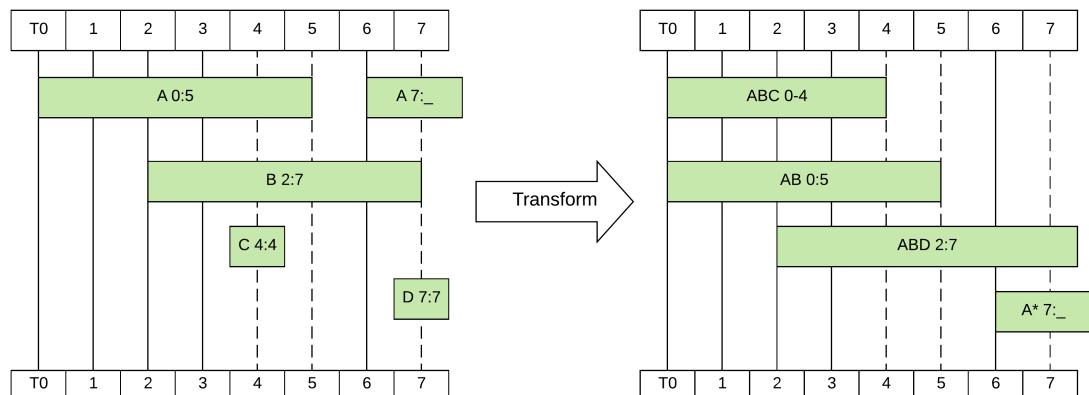 T0 1 2 3 4 5 6 7
A 0:5
A 7:_
B 2:7
C 4:4
D 7:7
T0 1 2 3 4 5 6 7
Transform
T0 1 2 3 4 5 6 7
ABC 0-4
AB 0:5
ABD 2:7
A* 7:_
T0 1 2 3 4 5 6 7